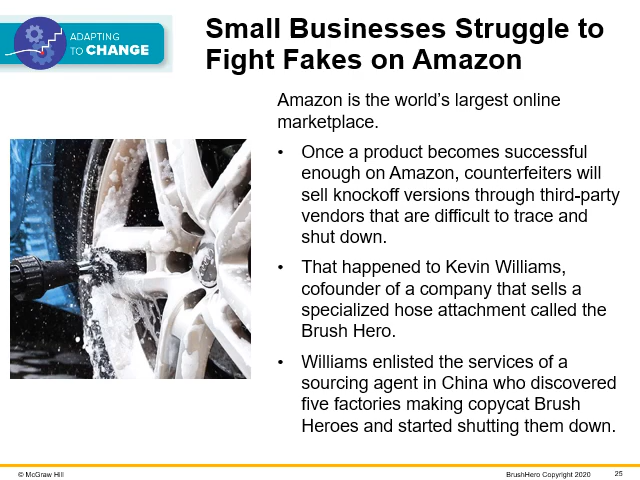 ADAPTING
TO CHANGE
Small Businesses Struggle to
Fight Fakes on Amazon
Amazon is the world’s largest online
marketplace.
• Once a product becomes successful
enough on Amazon, counterfeiters will
sell knockoff versions through third-party
vendors that are difficult to trace and
shut down.
• That happened to Kevin Williams,
cofounder of a company that sells a
specialized hose attachment called the
Brush Hero.
• Williams enlisted the services of a
sourcing agent in China who discovered
five factories making copycat Brush
Heroes and started shutting them down.
© McGraw Hill
BrushHero Copyright 2020
25